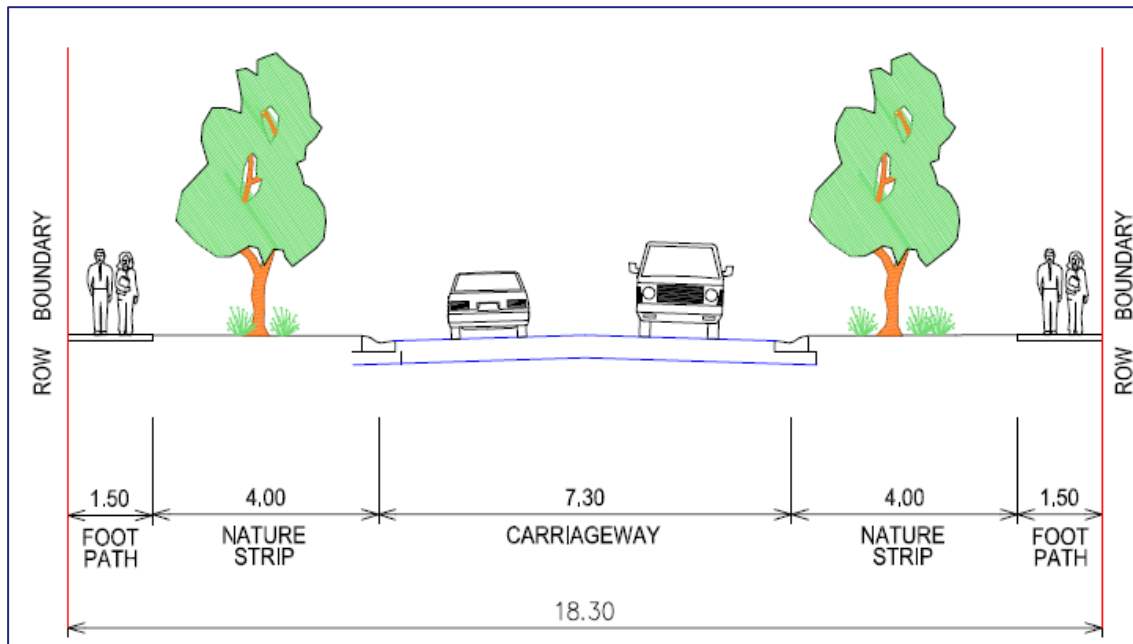 ROW BOUNDARY
ROW BOUNDARY
1.50 4.00 7.30 4.00 1.50
FOOT PATH
NATURE STRIP
CARRIAGEWAY
NATURE STRIP
FOOT PATH
18.30